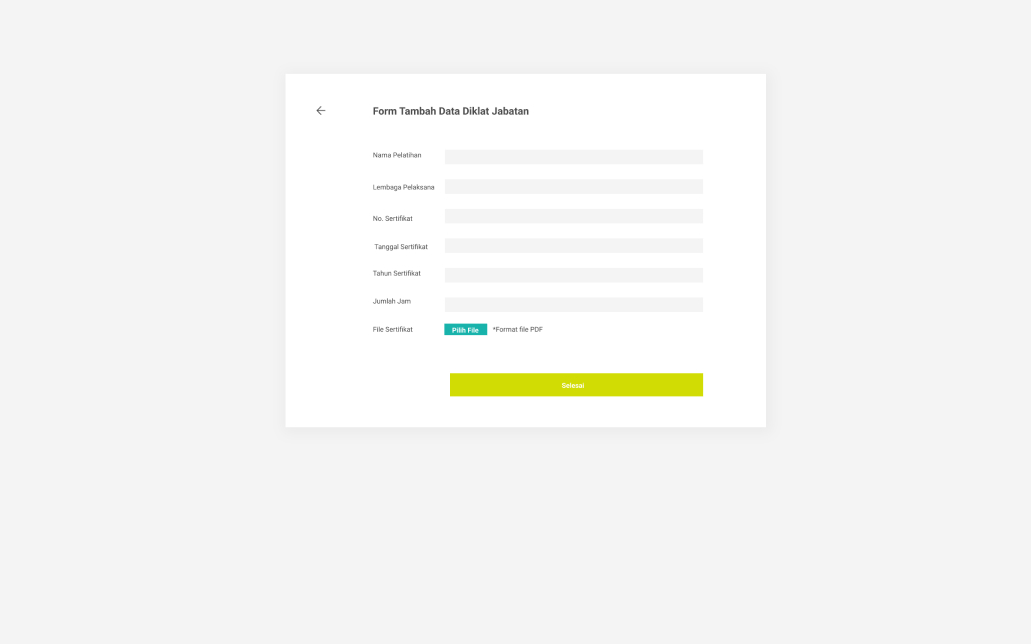 Form Tambah Data Diklat Jabatan
Nama Pelatihan
Lembaga Pelaksana
No. Sertifikat
Tanggal Sertifikat
Tahun Sertifikat
Jumlah Jam
File Sertifikat Pilih File *Format file PDF
Selesai